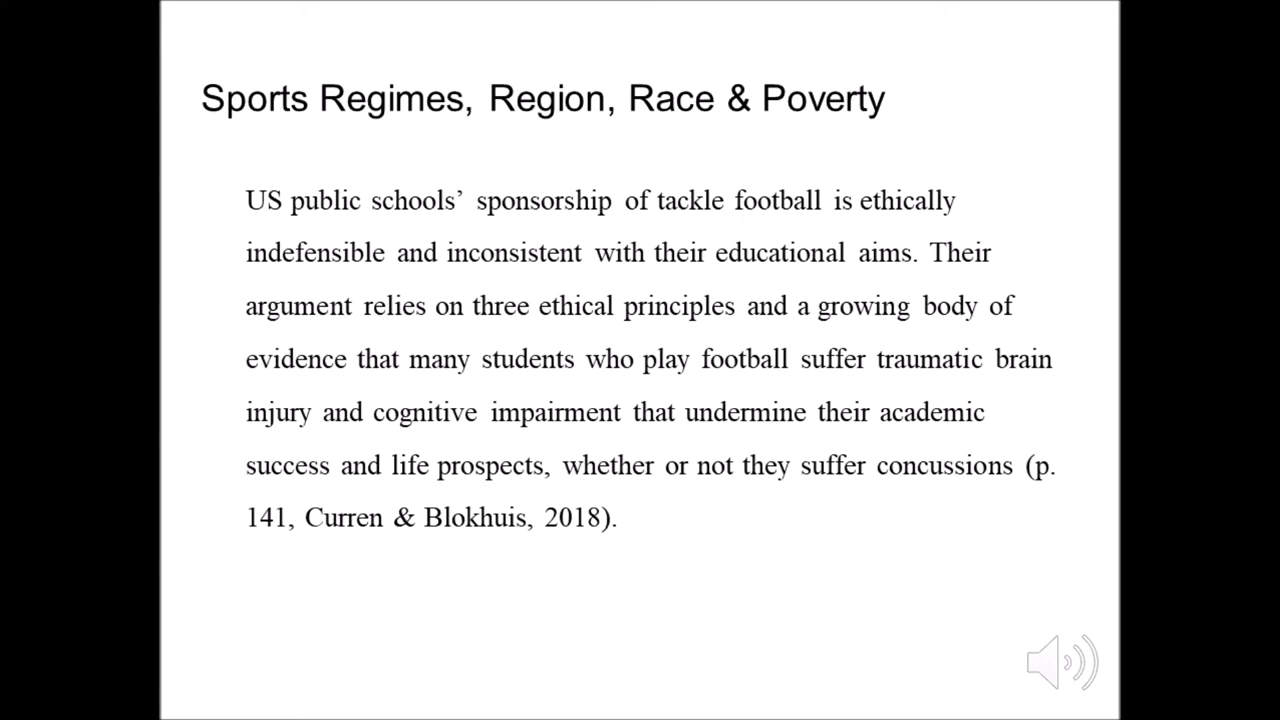 Sports Regimes, Region, Race & Poverty
US public schools’ sponsorship of tackle football is ethically
indefensible and inconsistent with their educational aims. Their
argument relies on three ethical principles and a growing body of
evidence that many students who play football suffer traumatic brain
injury and cognitive impairment that undermine their academic
success and life prospects, whether or not they suffer concussions (p.
141, Curren & Blokhuis, 2018).